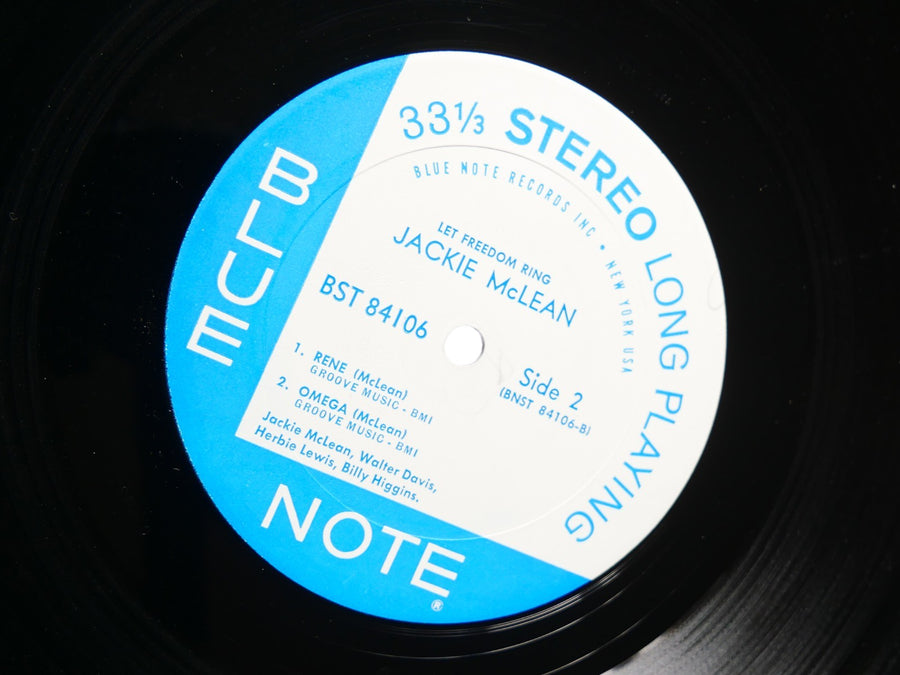 33⅓ STEREO LONG PLAYING
BLUE NOTE RECORDS INC • NEW YORK USA
LET FREEDOM RING
JACKIE McLEAN
BST 84106
Side 2
(BNST 84106-B)
1. RENE (McLean)
GROOVE MUSIC - BMI
2. OMEGA (McLean)
GROOVE MUSIC - BMI
Jackie McLean, Walter Davis,
Herbie Lewis, Billy Higgins.
BLUE
NOTE®